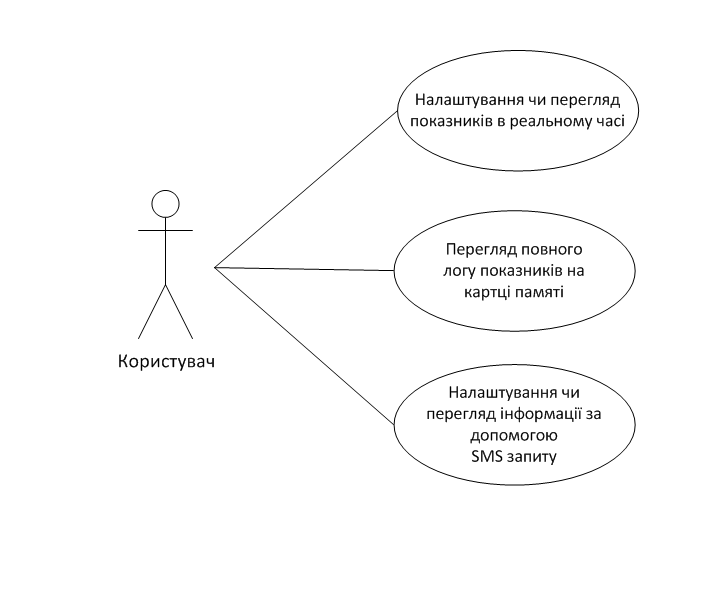 Налаштування чи перегляд
показників в реальному часі
Перегляд повного
логу показників на
картці памяті
Користувач
Налаштування чи
перегляд інформації за
допомогою
SMS запиту